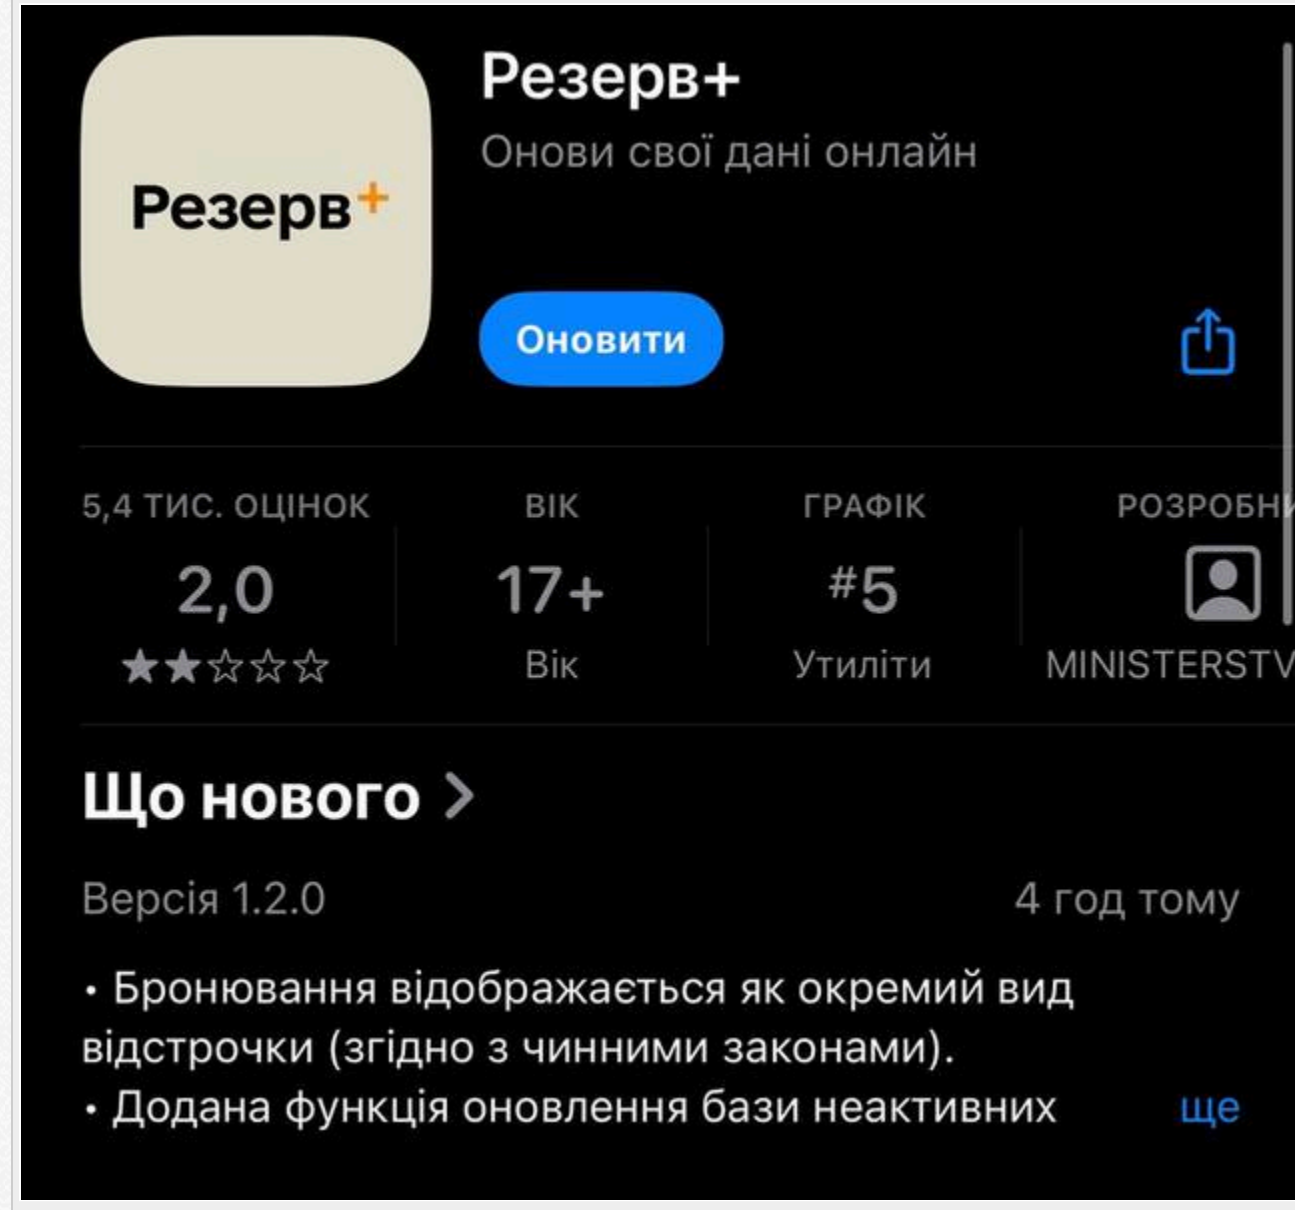 Резерв+
Резерв+
Онови свої дані онлайн
Оновити
5,4 ТИС. ОЦІНОК
2,0
ВІК
17+
Вік
ГРАФІК
#5
Утиліти
РОЗРОБН
MINISTERSTV
Що нового
Версія 1.2.0
4 год тому
• Бронювання відображається як окремий вид
відстрочки (згідно з чинними законами).
• Додана функція оновлення бази неактивних
ще